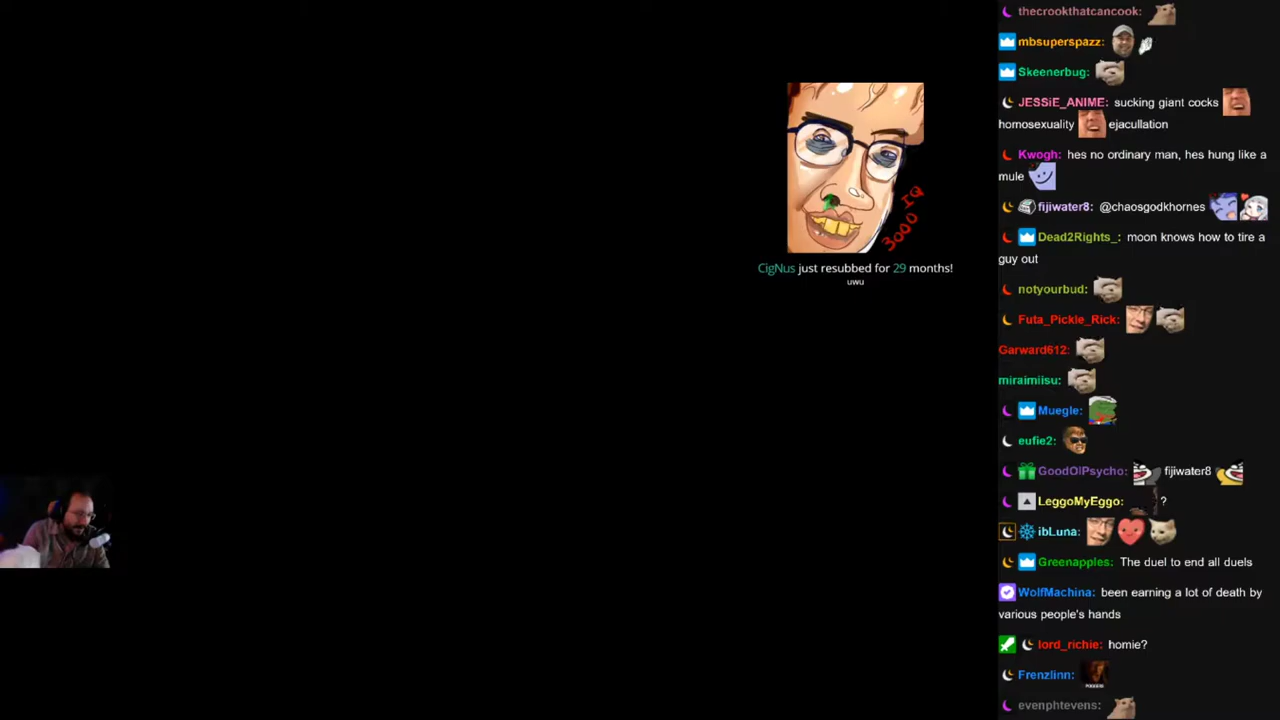 IQ
3000
CigNus just resubbed for 29 months!
uwu
thecrookthatcancook:
mbsuperspazz:
Skeenerbug:
JESSiE_ANIME: sucking giant cocks
homosexuality ejacullation
Kwogh: hes no ordinary man, hes hung like a
mule
fijiwater8: @chaosgodkhornes
Dead2Rights_: moon knows how to tire a
guy out
notyourbud:
Futa_Pickle_Rick:
Garward612:
miraimiisu:
Muegle:
eufie2:
GoodOlPsycho: fijiwater8
LeggoMyEggo: ?
ibLuna:
Greenapples: The duel to end all duels
WolfMachina: been earning a lot of death by
various people's hands
lord_richie: homie?
Frenzlinn:
evenphtevens: